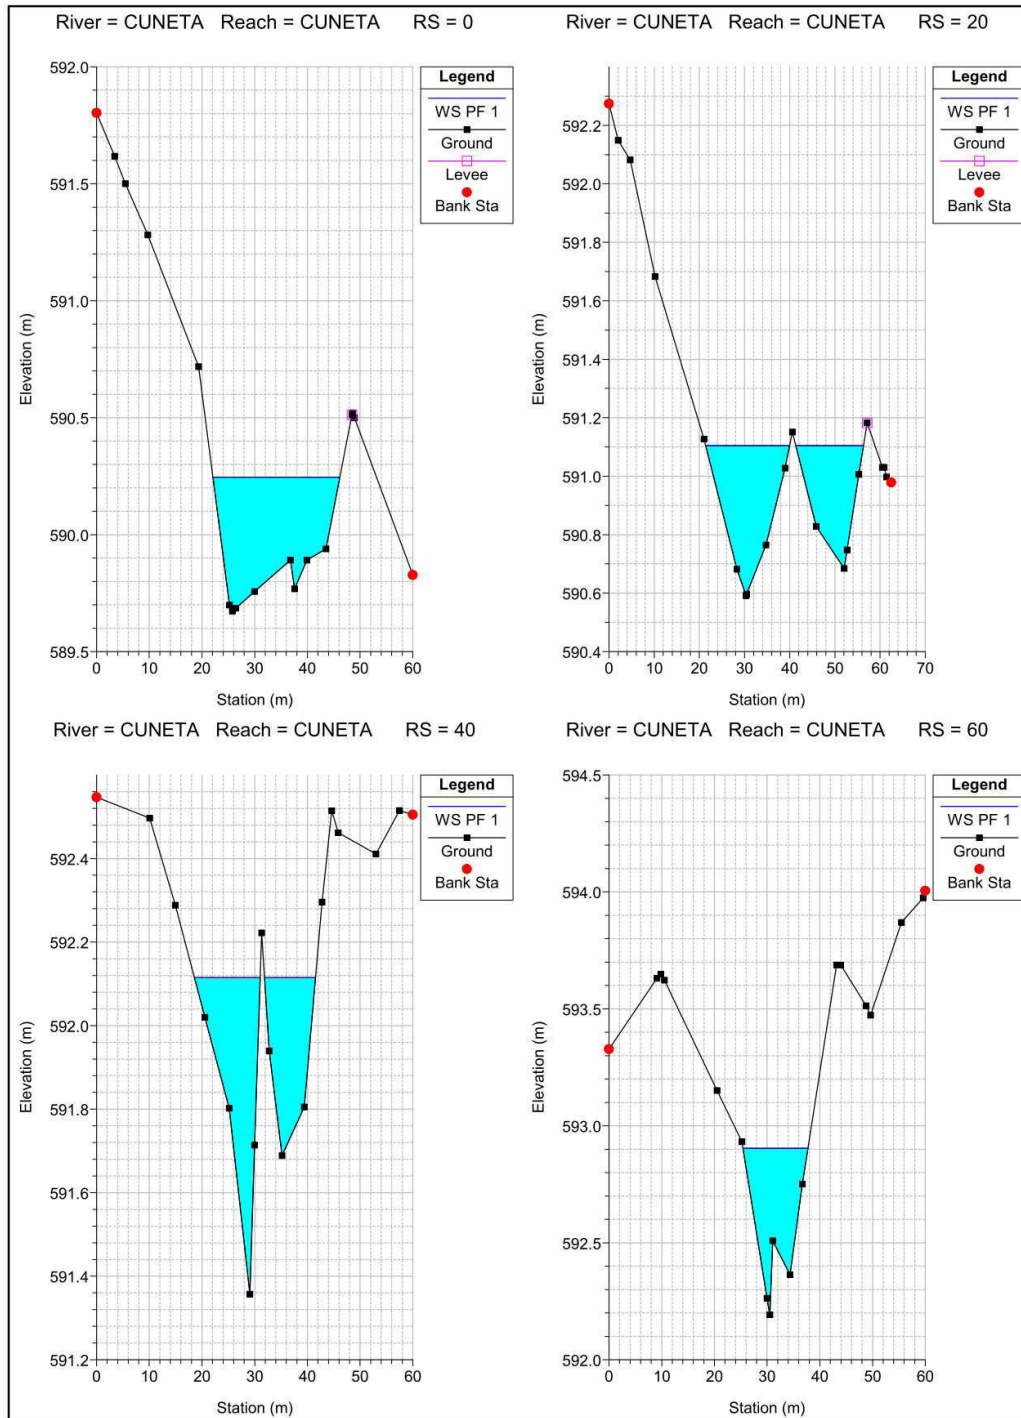 River = CUNETA Reach = CUNETA RS = 0
592.0
591.5
591.0
590.5
590.0
589.5
Elevation (m)
0 10 20 30 40 50 60
Station (m)
Legend
WS PF 1
Ground
Levee
Bank Sta
River = CUNETA Reach = CUNETA RS = 20
592.2
592.0
591.8
591.6
591.4
591.2
591.0
590.8
590.6
590.4
Elevation (m)
0 10 20 30 40 50 60 70
Station (m)
Legend
WS PF 1
Ground
Levee
Bank Sta
River = CUNETA Reach = CUNETA RS = 40
592.4
592.2
592.0
591.8
591.6
591.4
591.2
Elevation (m)
0 10 20 30 40 50 60
Station (m)
Legend
WS PF 1
Ground
Bank Sta
River = CUNETA Reach = CUNETA RS = 60
594.5
594.0
593.5
593.0
592.5
592.0
Elevation (m)
0 10 20 30 40 50 60
Station (m)
Legend
WS PF 1
Ground
Bank Sta